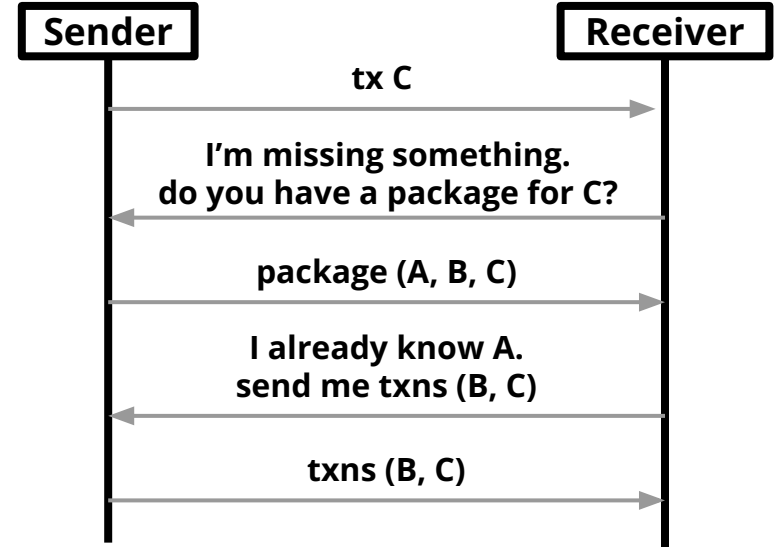 Sender
Receiver
tx C
I’m missing something.
do you have a package for C?
package (A, B, C)
I already know A.
send me txns (B, C)
txns (B, C)